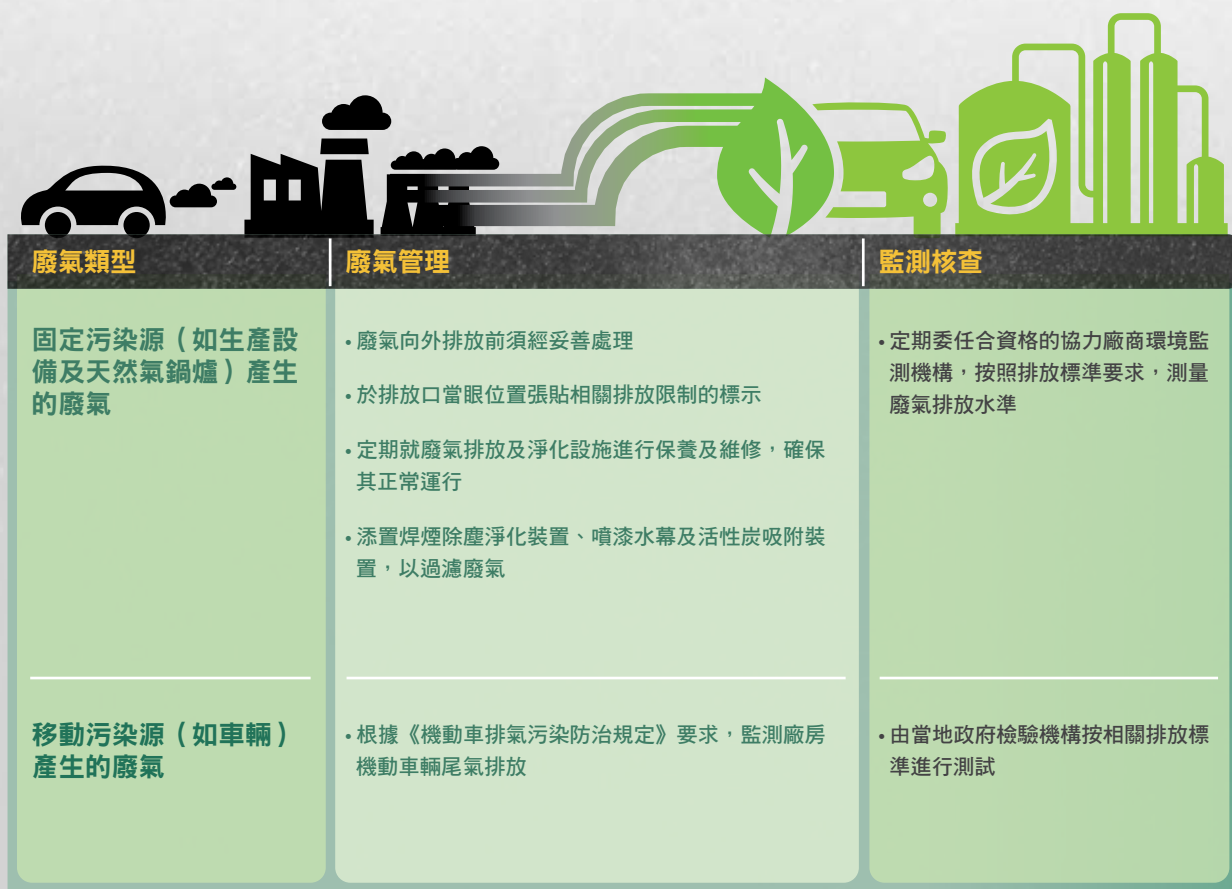 廢氣類型
廢氣管理
監測核查
固定污染源（如生產設
備及天然氣鍋爐）產生
的廢氣
•廢氣向外排放前須經妥善處理
•於排放口當眼位置張貼相關排放限制的標示
•定期就廢氣排放及淨化設施進行保養及維修，確保
其正常運行
•添置焊煙除塵淨化裝置、噴漆水幕及活性炭吸附裝
置，以過濾廢氣
•定期委任合資格的協力廠商環境監
測機構，按照排放標準要求，測量
廢氣排放水準
移動污染源（如車輛）
產生的廢氣
•根據《機動車排氣污染防治規定》要求，監測廠房
機動車輛尾氣排放
•由當地政府檢驗機構按相關排放標
準進行測試